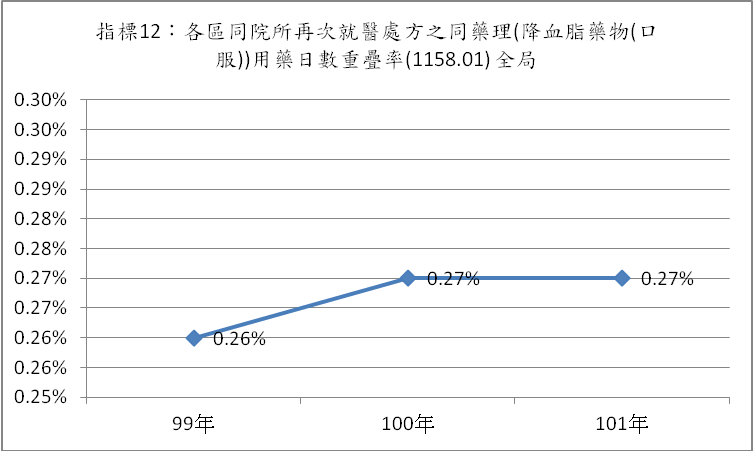 指標12：各區同院所再次就醫處方之同藥理(降血脂藥物(口
服))用藥日數重疊率(1158.01) 全局
0.30%
0.30%
0.29%
0.29%
0.28%
0.28%
0.27%
0.27%
0.26%
0.26%
0.25%
0.26%
0.27%
0.27%
99年
100年
101年